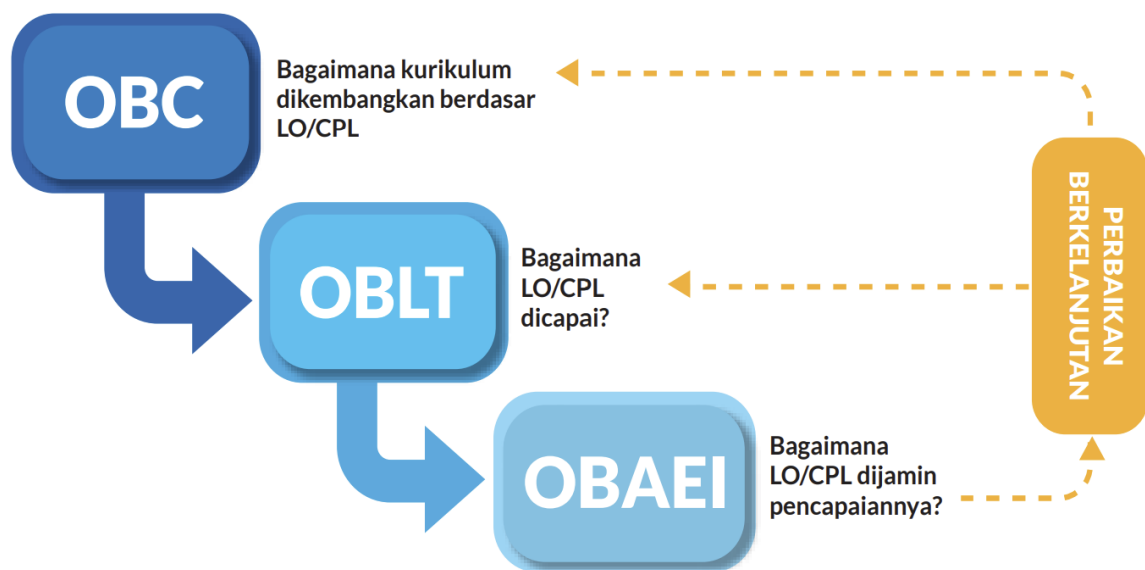 OBC
Bagaimana kurikulum
dikembangkan berdasar
LO/CPL
OBLT
Bagaimana
LO/CPL
dicapai?
OBAEI
Bagaimana
LO/CPL dijamin
pencapaiannya?
PERBAIKAN
BERKELANJUTAN